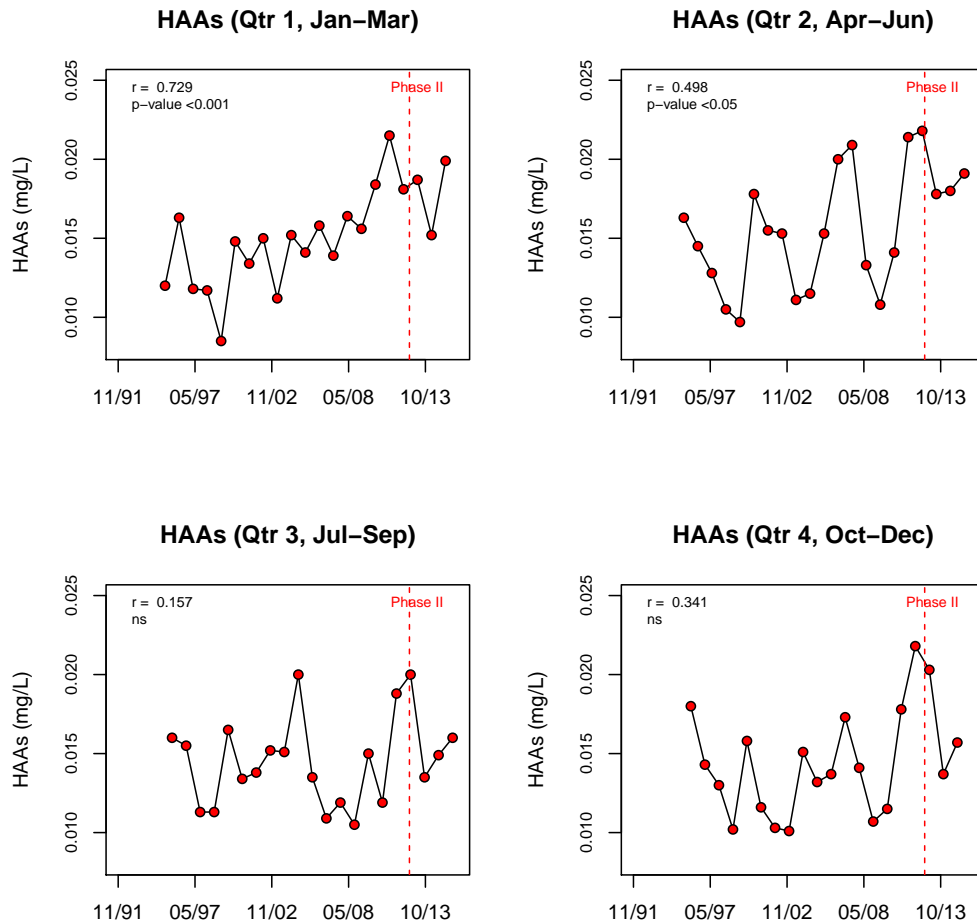 HAAs (Qtr 1, Jan−Mar)
r = 0.729
p−value <0.001
Phase II
HAAs (mg/L)
0.025
0.020
0.015
0.010
11/91 05/97 11/02 05/08 10/13
HAAs (Qtr 2, Apr−Jun)
r = 0.498
p−value <0.05
Phase II
HAAs (mg/L)
0.025
0.020
0.015
0.010
11/91 05/97 11/02 05/08 10/13
HAAs (Qtr 3, Jul−Sep)
r = 0.157
ns
Phase II
HAAs (mg/L)
0.025
0.020
0.015
0.010
11/91 05/97 11/02 05/08 10/13
HAAs (Qtr 4, Oct−Dec)
r = 0.341
ns
Phase II
HAAs (mg/L)
0.025
0.020
0.015
0.010
11/91 05/97 11/02 05/08 10/13